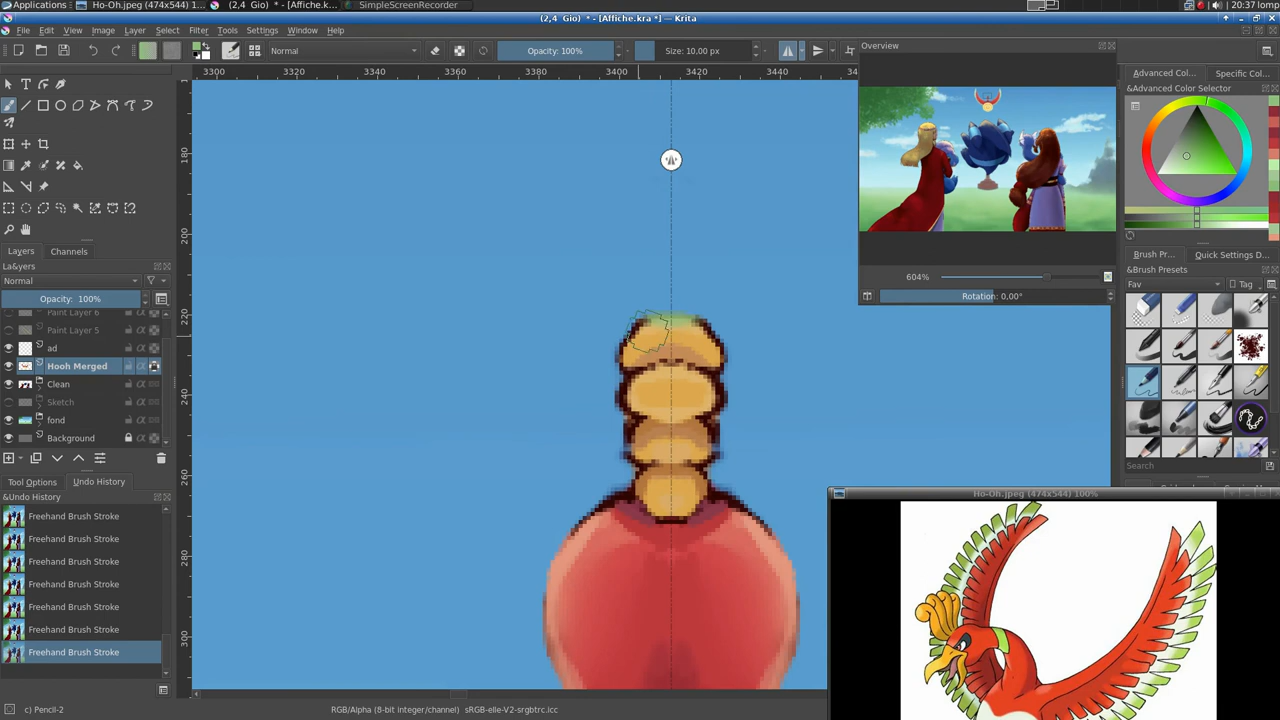 Applications Ho-Oh.jpeg (474x544) 1... (2,4 Gio) * - [Affiche.kra ... SimpleScreenRecorder 20:37 lomp
(2,4 Gio) * - [Affiche.kra *] — Krita
File Edit View Image Layer Select Filter Tools Settings Window Help
Normal Opacity: 100% Size: 10,00 px
Overview
3300 3320 3340 3360 3380 3400 3420 3440
Advanced Col... Specific Col...
&Advanced Color Selector
180
200
220
240
260
280
300
Layers Channels
La&yers
Normal
Opacity: 100%
Paint Layer 6
Paint Layer 5
ad
Hooh Merged
Clean
Sketch
fond
Background
Tool Options Undo History
&Undo History
Freehand Brush Stroke
Freehand Brush Stroke
Freehand Brush Stroke
Freehand Brush Stroke
Freehand Brush Stroke
Freehand Brush Stroke
Freehand Brush Stroke
604%
Rotation: 0,00°
Brush Pr... Quick Settings D...
&Brush Presets
Fav Tag
Search
Ho-Oh.jpeg (474x544) 100%
c) Pencil-2
RGB/Alpha (8-bit integer/channel) sRGB-elle-V2-srgbtrc.icc